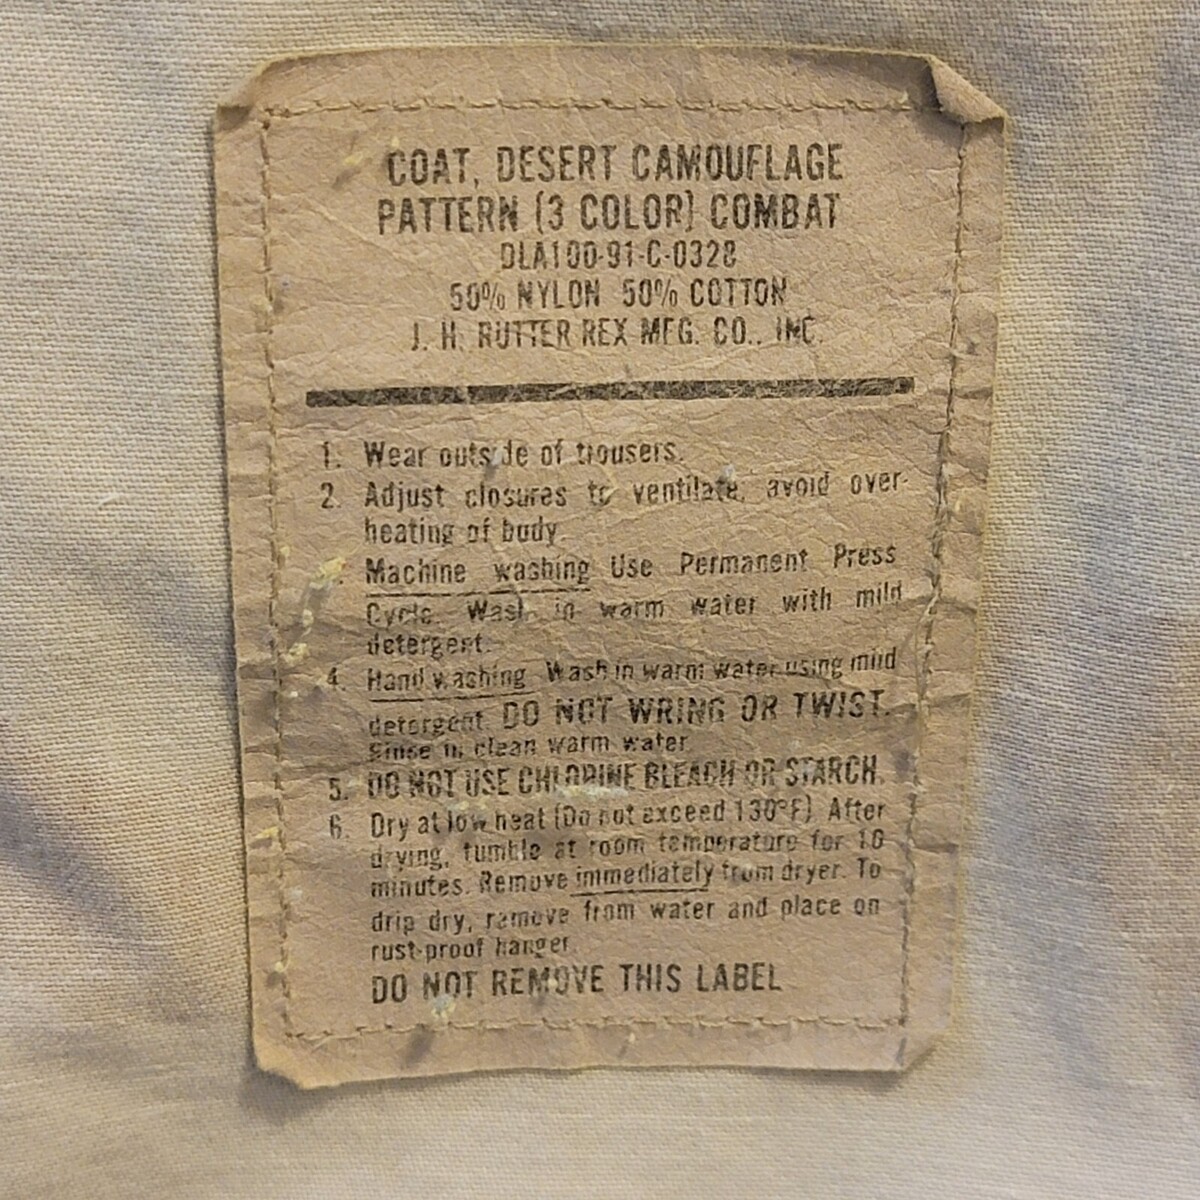 COAT, DESERT CAMOUFLAGE
PATTERN (3 COLOR) COMBAT
DLA100-91-C-0328
50% NYLON 50% COTTON
J. H. RUTTER REX MFG. CO., INC.
1. Wear outside of trousers.
2. Adjust closures to ventilate, avoid over-
heating of body.
Machine washing Use Permanent Press
Cycle. Wash in warm water with mild
detergent.
4. Hand washing Wash in warm water using mild
detergent. DO NOT WRING OR TWIST.
Rinse in clean warm water.
5. DO NOT USE CHLORINE BLEACH OR STARCH.
6. Dry at low heat (Do not exceed 130°F) After
drying, tumble at room temperature for 10
minutes. Remove immediately from dryer. To
drip dry, remove from water and place on
rust-proof hanger.
DO NOT REMOVE THIS LABEL